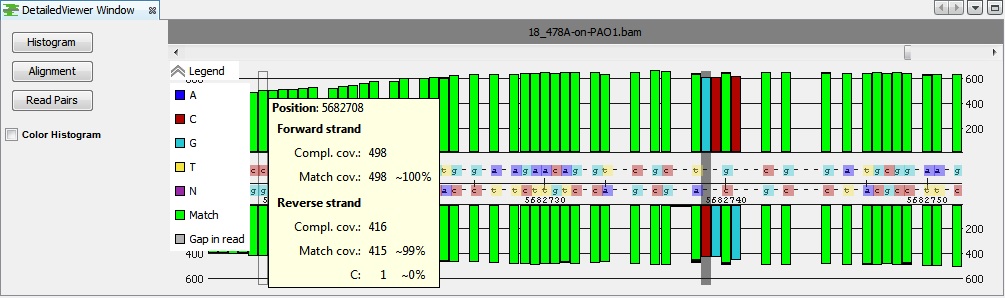 DetailedViewer Window
Histogram
Alignment
Read Pairs
Color Histogram
18_478A-on-PAO1.bam
Legend
A
C
G
T
N
Match
Gap in read
Position: 5682708
Forward strand
Compl. cov.: 498
Match cov.: 498 ~100%
Reverse strand
Compl. cov.: 416
Match cov.: 415 ~99%
C: 1 ~0%
600
400
200
5682730
5682740
5682750
200
400
600
400
600